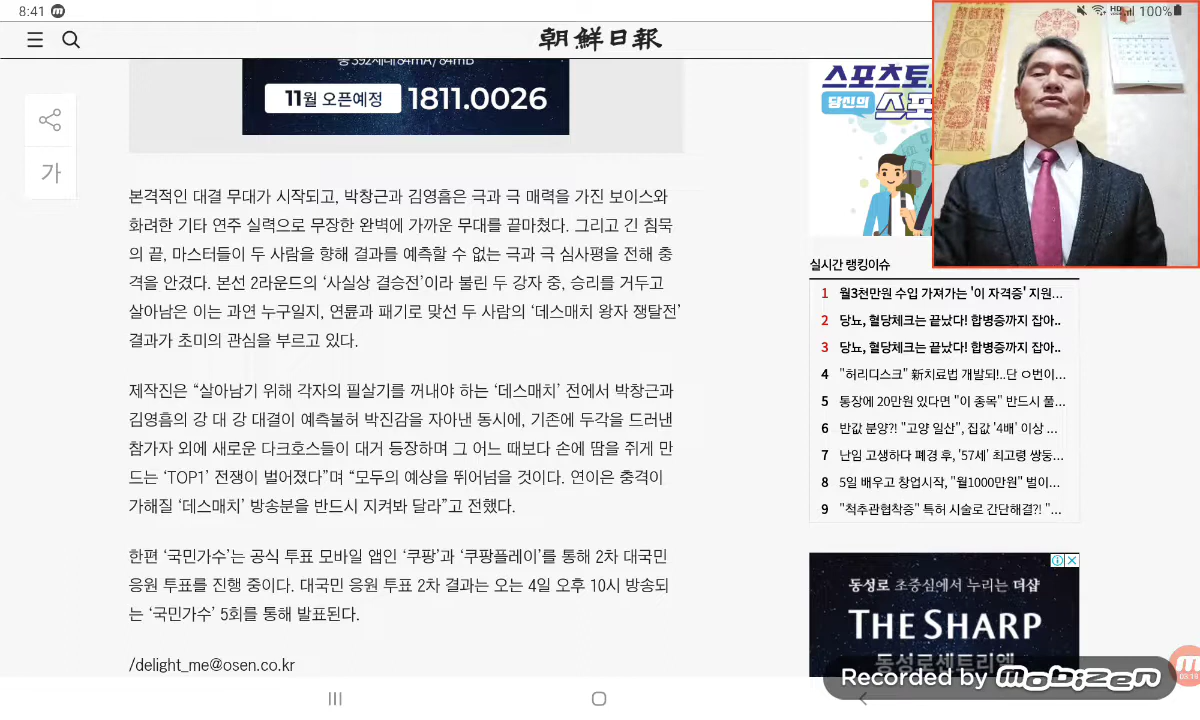 8:41
HD
100%
朝鮮日報
11월 오픈예정 1811.0026
가
스포츠토
당신의
본격적인 대결 무대가 시작되고, 박창근과 김영흠은 극과 극 매력을 가진 보이스와
화려한 기타 연주 실력으로 무장한 완벽에 가까운 무대를 끝마쳤다. 그리고 긴 침묵
의 끝, 마스터들이 두 사람을 향해 결과를 예측할 수 없는 극과 극 심사평을 전해 충
격을 안겼다. 본선 2라운드의 ‘사실상 결승전’이라 불린 두 강자 중, 승리를 거두고
살아남은 이는 과연 누구일지, 연륜과 패기로 맞선 두 사람의 ‘데스매치 왕자 쟁탈전’
결과가 초미의 관심을 부르고 있다.
제작진은 “살아남기 위해 각자의 필살기를 꺼내야 하는 ‘데스매치’ 전에서 박창근과
김영흠의 강 대 강 대결이 예측불허 박진감을 자아낸 동시에, 기존에 두각을 드러낸
참가자 외에 새로운 다크호스들이 대거 등장하며 그 어느 때보다 손에 땀을 쥐게 만
드는 ‘TOP1’ 전쟁이 벌어졌다”며 “모두의 예상을 뛰어넘을 것이다. 연이은 충격이
가해질 ‘데스매치’ 방송분을 반드시 지켜봐 달라”고 전했다.
한편 ‘국민가수’는 공식 투표 모바일 앱인 ‘쿠팡’과 ‘쿠팡플레이’를 통해 2차 대국민
응원 투표를 진행 중이다. 대국민 응원 투표 2차 결과는 오는 4일 오후 10시 방송되
는 ‘국민가수’ 5회를 통해 발표된다.
/delight_me@osen.co.kr
실시간 랭킹이슈
1 월3천만원 수입 가져가는 '이 자격증' 지원...
2 당뇨, 혈당체크는 끝났다! 합병증까지 잡아..
3 당뇨, 혈당체크는 끝났다! 합병증까지 잡아..
4 "허리디스크" 新치료법 개발되!..단 ㅇ번이...
5 통장에 20만원 있다면 "이 종목" 반드시 풀...
6 반값 분양?! "고양 일산", 집값 '4배' 이상 ...
7 난임 고생하다 폐경 후, '57세' 최고령 쌍둥...
8 5일 배우고 창업시작, "월1000만원" 벌이...
9 "척추관협착증" 특허 시술로 간단해결?! "...
동성로 초중심에서 누리는 더샵
THE SHARP
동성로센트리엘
Recorded by mobizen
03:19